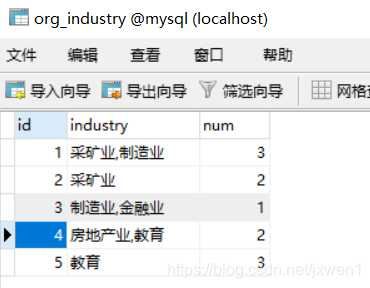 org_industry @mysql (localhost)
文件 编辑 查看 窗口 帮助
导入向导 导出向导 筛选向导 网格查
id industry num
1 采矿业,制造业 3
2 采矿业 2
3 制造业,金融业 1
4 房地产业,教育 2
5 教育 3
https://blog.csdn.net/jxwen1